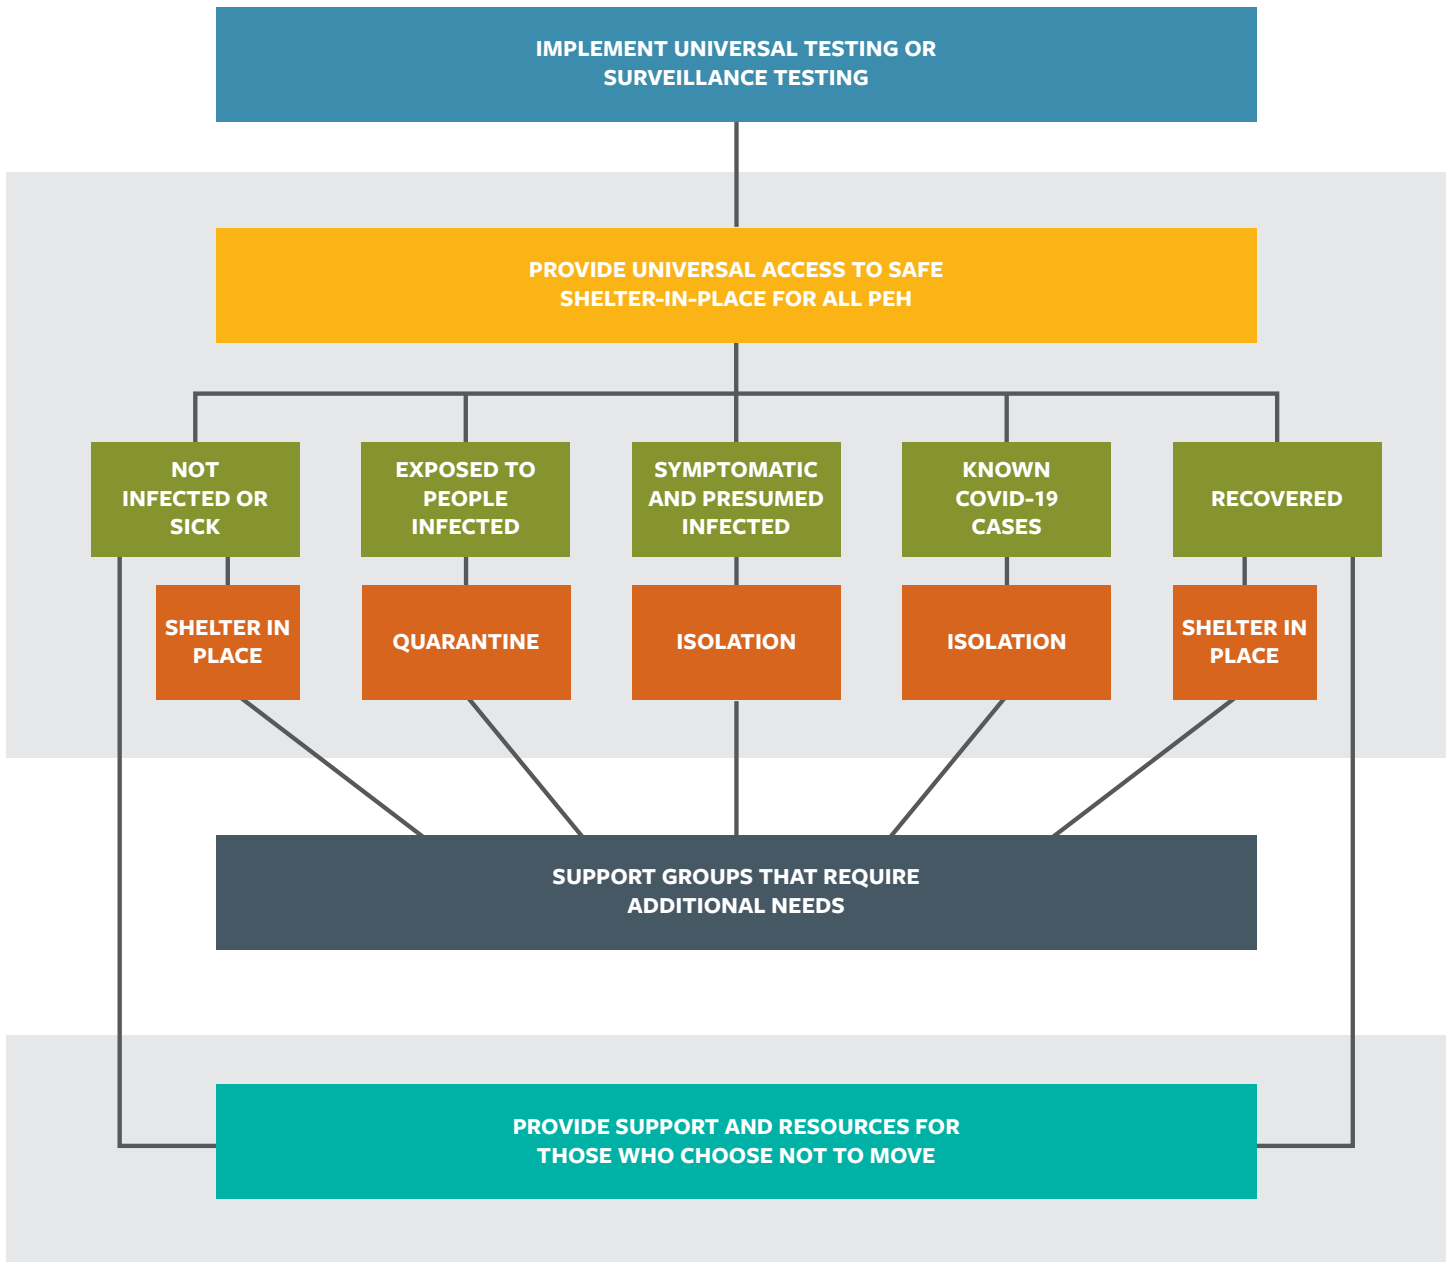 IMPLEMENT UNIVERSAL TESTING OR
SURVEILLANCE TESTING
PROVIDE UNIVERSAL ACCESS TO SAFE
SHELTER-IN-PLACE FOR ALL PEH
NOT
INFECTED OR
SICK
EXPOSED TO
PEOPLE
INFECTED
SYMPTOMATIC
AND PRESUMED
INFECTED
KNOWN
COVID-19
CASES
RECOVERED
SHELTER IN
PLACE
QUARANTINE
ISOLATION
ISOLATION
SHELTER IN
PLACE
SUPPORT GROUPS THAT REQUIRE
ADDITIONAL NEEDS
PROVIDE SUPPORT AND RESOURCES FOR
THOSE WHO CHOOSE NOT TO MOVE